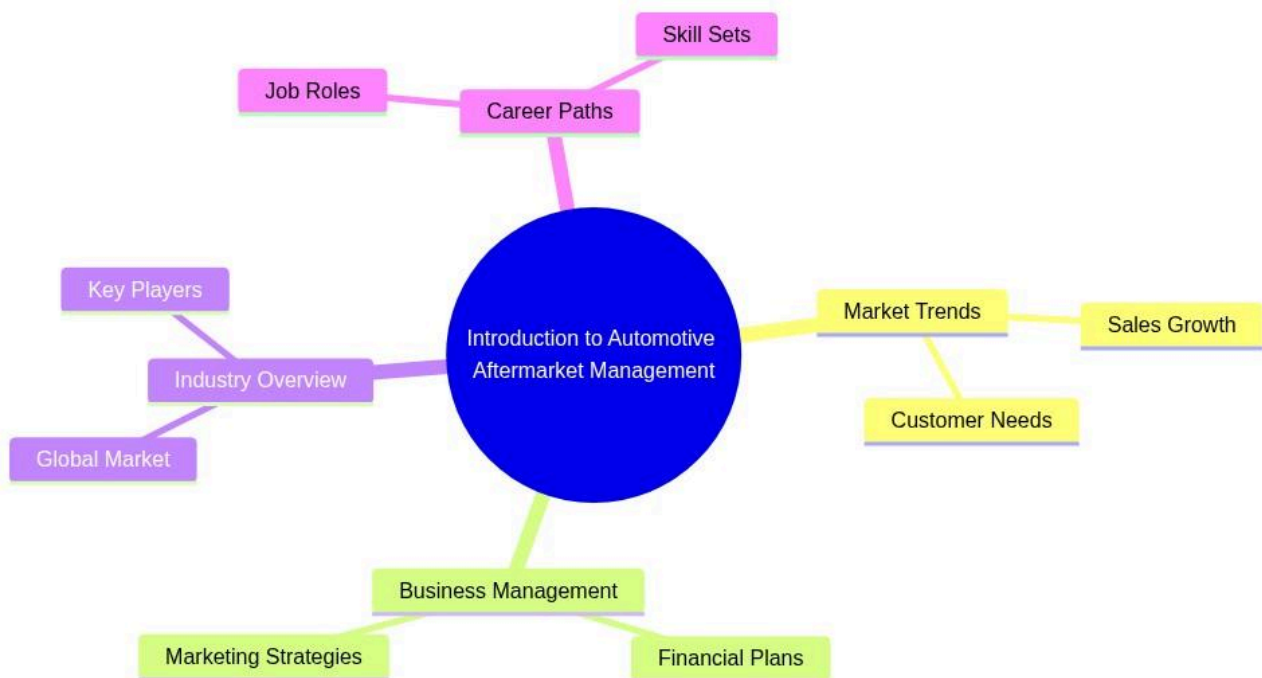 Skill Sets
Job Roles
Career Paths
Key Players
Industry Overview
Global Market
Introduction to Automotive
Aftermarket Management
Market Trends
Sales Growth
Customer Needs
Business Management
Marketing Strategies
Financial Plans